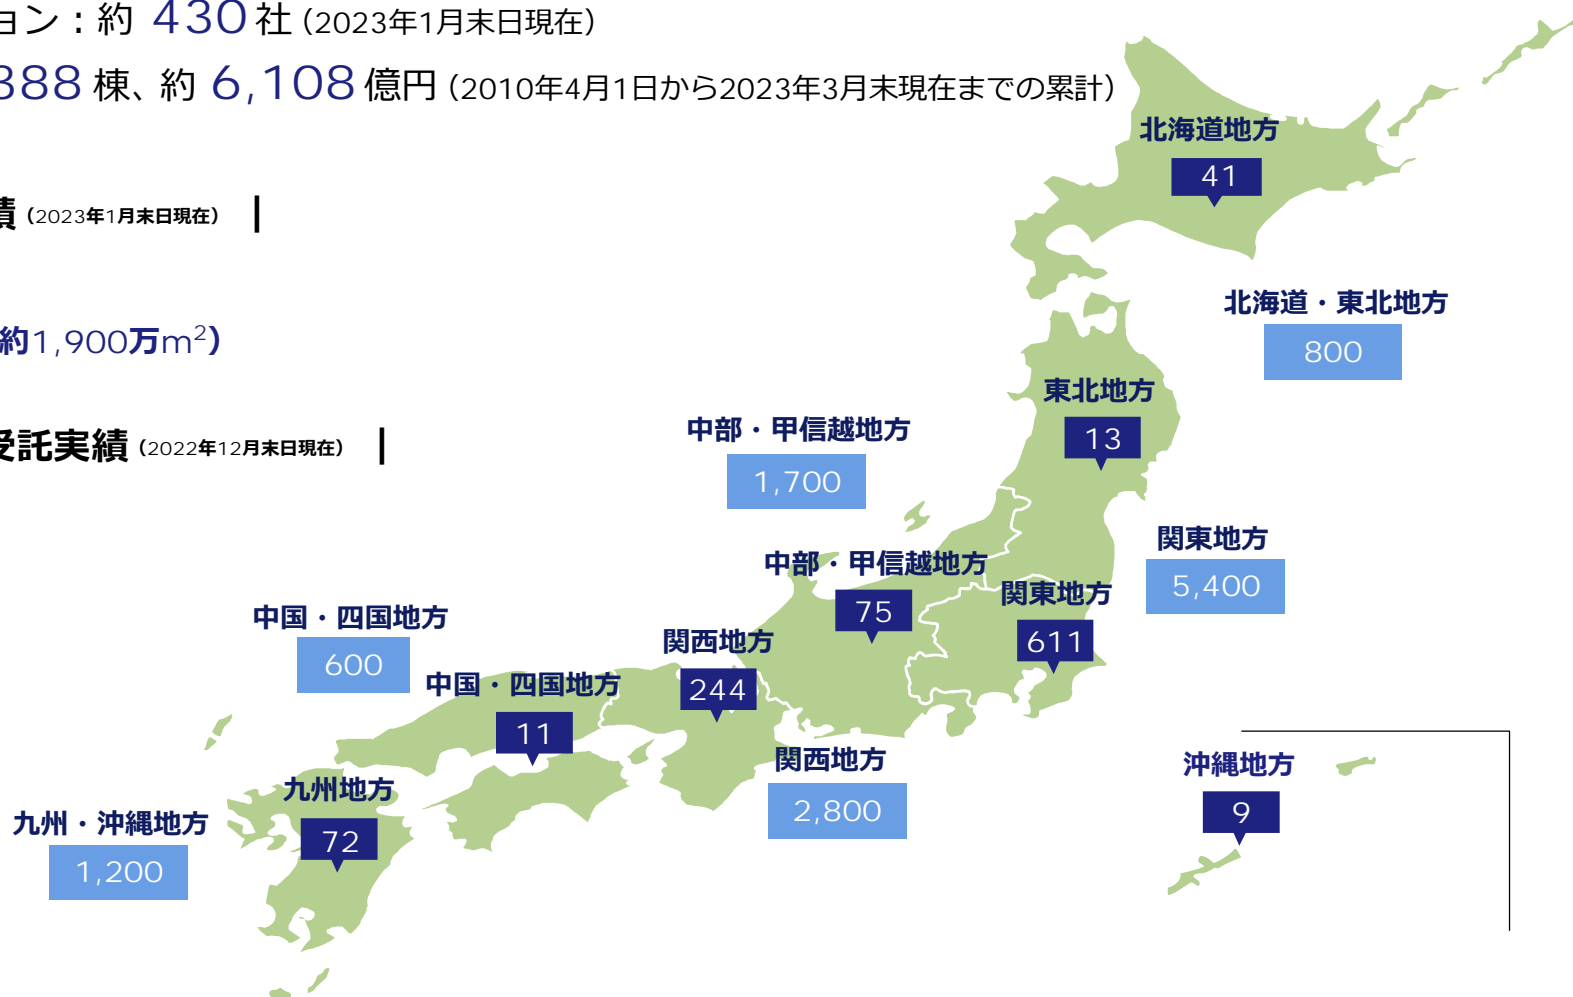 ョン：約 430 社（2023年1月末日現在）
388 棟、約 6,108 億円（2010年4月1日から2023年3月末現在までの累計）
績（2023年1月末日現在）
約1,900万m²）
受託実績（2022年12月末日現在）
北海道地方
41
北海道・東北地方
800
東北地方
13
中部・甲信越地方
1,700
関東地方
5,400
中部・甲信越地方
75
関東地方
611
中国・四国地方
600
関西地方
244
中国・四国地方
11
関西地方
2,800
沖縄地方
9
九州地方
72
九州・沖縄地方
1,200